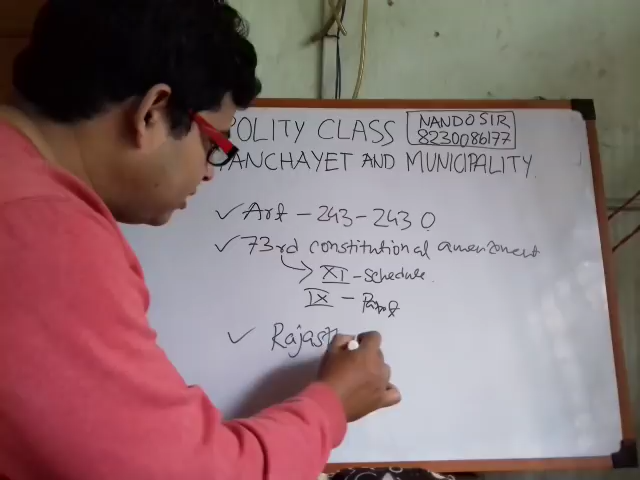 POLITY CLASS
NANDO SIR
8230086177
PANCHAYET AND MUNICIPALITY
✓ Art - 243 - 243 O
✓ 73rd constitutional amendment
→ XI - Schedule.
IX - Part
✓ Rajast